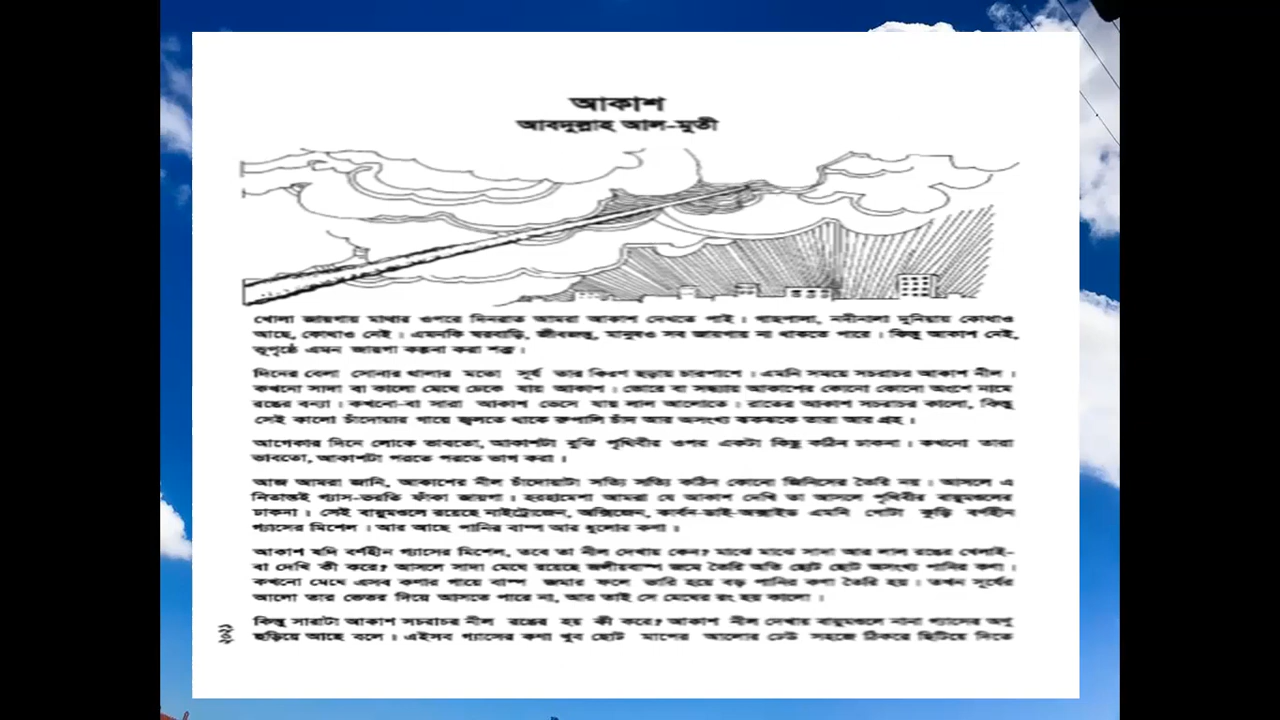 আকাশ
আবদুল্লাহ আল-মুতী
খোলা জায়গায় মাথার ওপরে দিনরাত আমরা আকাশ দেখতে পাই। গাছপালা, নদীনালা দুনিয়ায় কোথাও
আছে, কোথাও নেই। এমনকি ঘরবাড়ি, জীবজন্তু, মানুষও সব জায়গায় না থাকতে পারে। কিন্তু আকাশ নেই,
ভূপৃষ্ঠে এমন জায়গা কল্পনা করা শক্ত।
দিনের বেলা সোনার থালার মতো সূর্য তার কিরণ ছড়ায় চারপাশে। এমনি সময়ে সচরাচর আকাশ নীল।
কখনো সাদা বা কালো মেঘে ঢেকে যায় আকাশ। ভোরে বা সন্ধ্যায় আকাশের কোনো কোনো অংশে নামে
রঙের বন্যা। কখনো-বা সারা আকাশ ভেসে যায় লাল আলোতে। রাতের আকাশ সচরাচর কালো, কিন্তু
সেই কালো চাঁদোয়ার গায়ে জ্বলতে থাকে রুপালি চাঁদ আর অসংখ্য ঝকঝকে তারা আর গ্রহ।
আগেকার দিনে লোকে ভাবতো, আকাশটা বুঝি পৃথিবীর ওপর একটা কিছু কঠিন ঢাকনা। কখনো তারা
ভাবতো, আকাশটা পরতে পরতে ভাগ করা।
আজ আমরা জানি, আকাশের নীল চাঁদোয়াটা সত্যি সত্যি কঠিন কোনো জিনিসের তৈরি নয়। আসলে এ
নিতান্তই গ্যাস-ভরতি ফাঁকা জায়গা। হরহামেশা আমরা যে আকাশ দেখি তা আসলে পৃথিবীর বায়ুমণ্ডলের
ঢাকনা। সেই বায়ুমণ্ডলে রয়েছে নাইট্রোজেন, অক্সিজেন, কার্বন-ডাই-অক্সাইড এমনি গোটা কুড়ি বর্ণহীন
গ্যাসের মিশেল। আর আছে পানির বাষ্প আর ধুলোর কণা।
আকাশ যদি বর্ণহীন গ্যাসের মিশেল, তবে তা নীল দেখায় কেন? মাঝে মাঝে সাদা আর লাল রঙের খেলাই-
বা দেখি কী করে? আসলে সাদা মেঘে রয়েছে জলীয়বাষ্প জমে তৈরি অতি ছোট ছোট অসংখ্য পানির কণা।
কখনো মেঘে এসব কণার গায়ে বাষ্প জমার ফলে ভারি হয়ে বড় পানির কণা তৈরি হয়। তখন সূর্যের
আলো তার ভেতর দিয়ে আসতে পারে না, আর তাই সে মেঘের রং হয় কালো।
কিন্তু সারাটা আকাশ সচরাচর নীল রঙের হয় কী করে? আকাশ নীল দেখায় বায়ুমণ্ডলে নানা গ্যাসের অণু
ছড়িয়ে আছে বলে। এইসব গ্যাসের কণা খুব ছোট মাপের আলোর ঢেউ সহজে ঠিকরে ছিটিয়ে দিতে